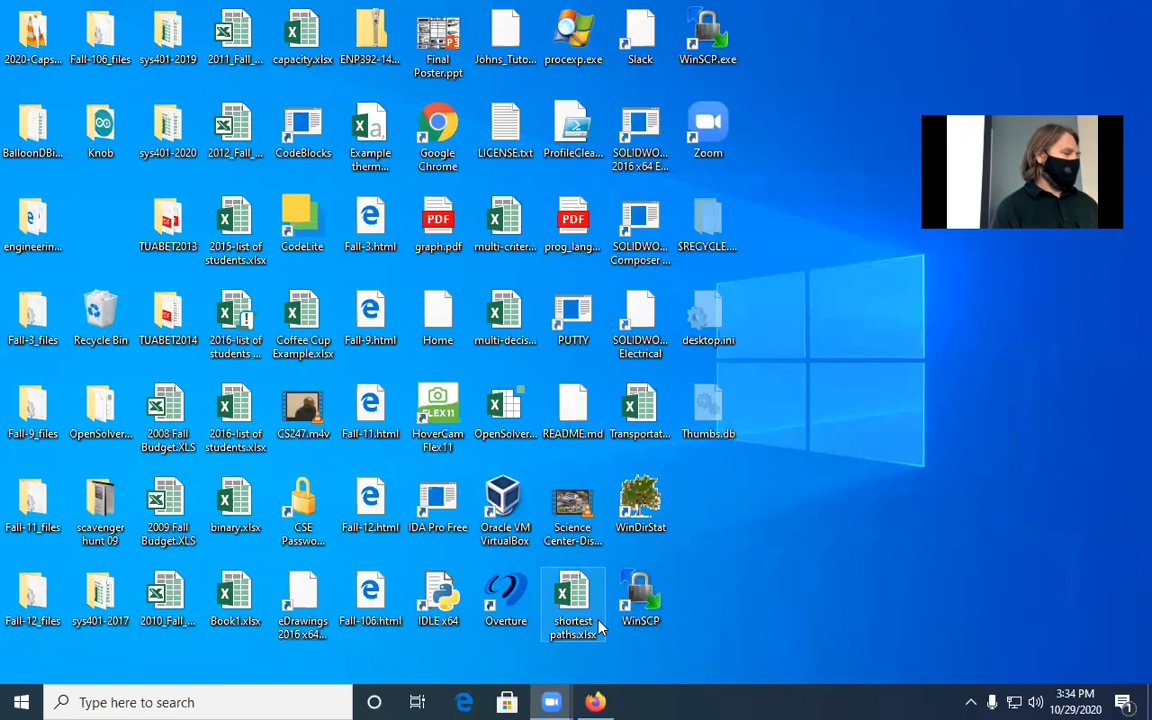 2020-Caps...
Fall-106_files
sys401-2019
2011_Fall_...
capacity.xlsx
ENP392-14...
Final
Poster.ppt
Johns_Tuto...
procexp.exe
Slack
WinSCP.exe
BalloonDBi...
Knob
sys401-2020
2012_Fall_...
CodeBlocks
Example
therm...
Google
Chrome
LICENSE.txt
ProfileClea...
SOLIDWO...
2016 x64 E...
Zoom
engineerin...
TUABET2013
2015-list of
students.xlsx
CodeLite
Fall-3.html
PDF
graph.pdf
multi-criter...
PDF
prog_lang...
SOLIDWO...
Composer ...
$RECYCLE....
Fall-3_files
Recycle Bin
TUABET2014
2016-list of
students ...
Coffee Cup
Example.xlsx
Fall-9.html
Home
multi-decis...
PUTTY
SOLIDWO...
Electrical
desktop.ini
Fall-9_files
OpenSolver...
2008 Fall
Budget.XLS
2016-list of
students.xlsx
CS247.m4v
Fall-11.html
FLEX 11
HoverCam
Flex11
OpenSolver...
README.md
Transportat...
Thumbs.db
Fall-11_files
scavenger
hunt 09
2009 Fall
Budget.XLS
binary.xlsx
CSE
Passwo...
Fall-12.html
IDA Pro Free
Oracle VM
VirtualBox
Science
Center-Dis...
WinDirStat
Fall-12_files
sys401-2017
2010_Fall_...
Book1.xlsx
eDrawings
2016 x64...
Fall-106.html
IDLE x64
Overture
shortest
paths.xlsx
WinSCP
Type here to search
3:34 PM
10/29/2020
1